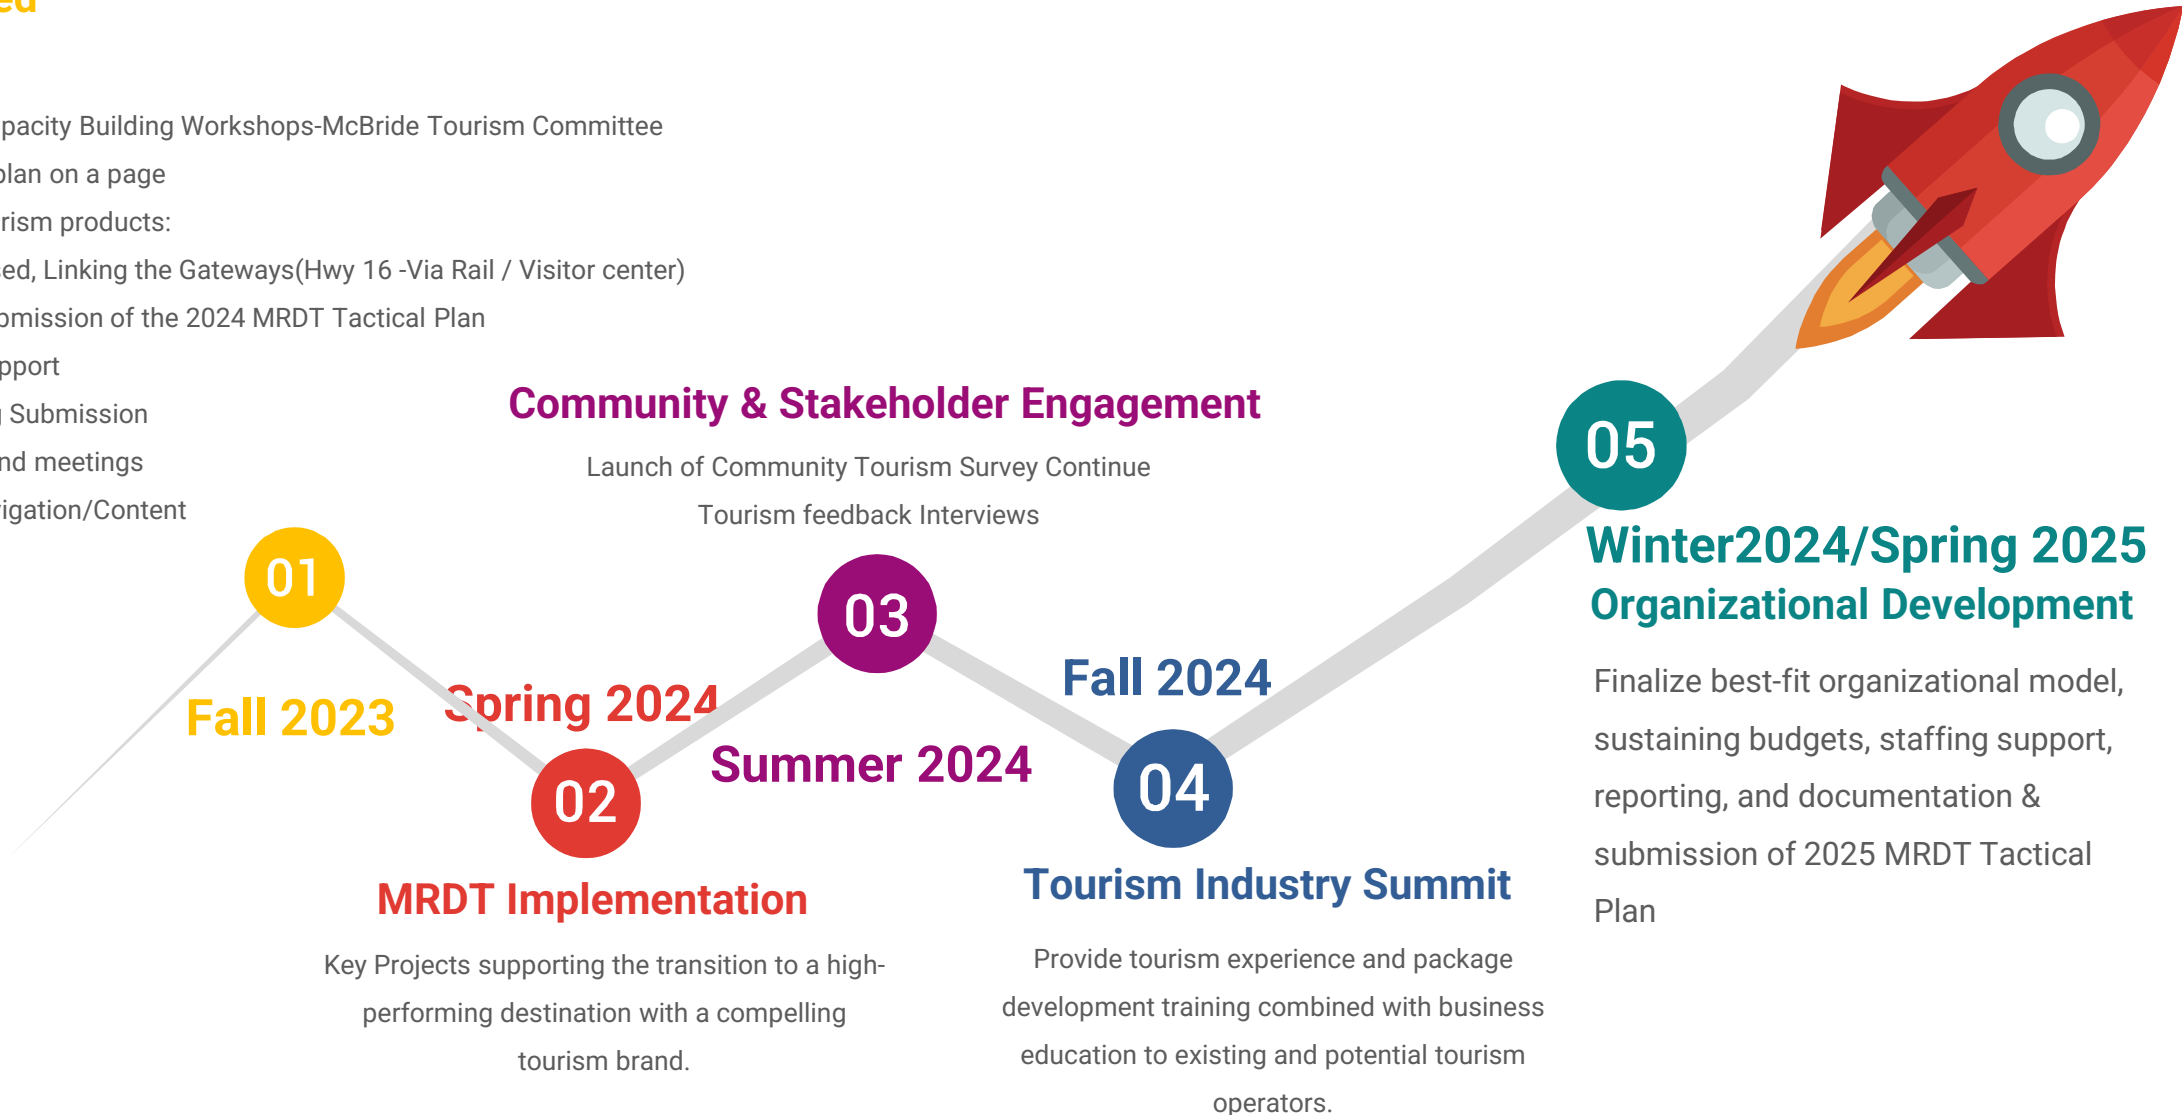 pacity Building Workshops-McBride Tourism Committee
plan on a page
rism products:
sed, Linking the Gateways(Hwy 16 -Via Rail / Visitor center)
bmission of the 2024 MRDT Tactical Plan
pport
g Submission
nd meetings
igation/Content
01
Fall 2023
Spring 2024
02
MRDT Implementation
Key Projects supporting the transition to a high-
performing destination with a compelling
tourism brand.
Community & Stakeholder Engagement
Launch of Community Tourism Survey Continue
Tourism feedback Interviews
03
Summer 2024
Fall 2024
04
Tourism Industry Summit
Provide tourism experience and package
development training combined with business
education to existing and potential tourism
operators.
05
Winter2024/Spring 2025
Organizational Development
Finalize best-fit organizational model,
sustaining budgets, staffing support,
reporting, and documentation &
submission of 2025 MRDT Tactical
Plan